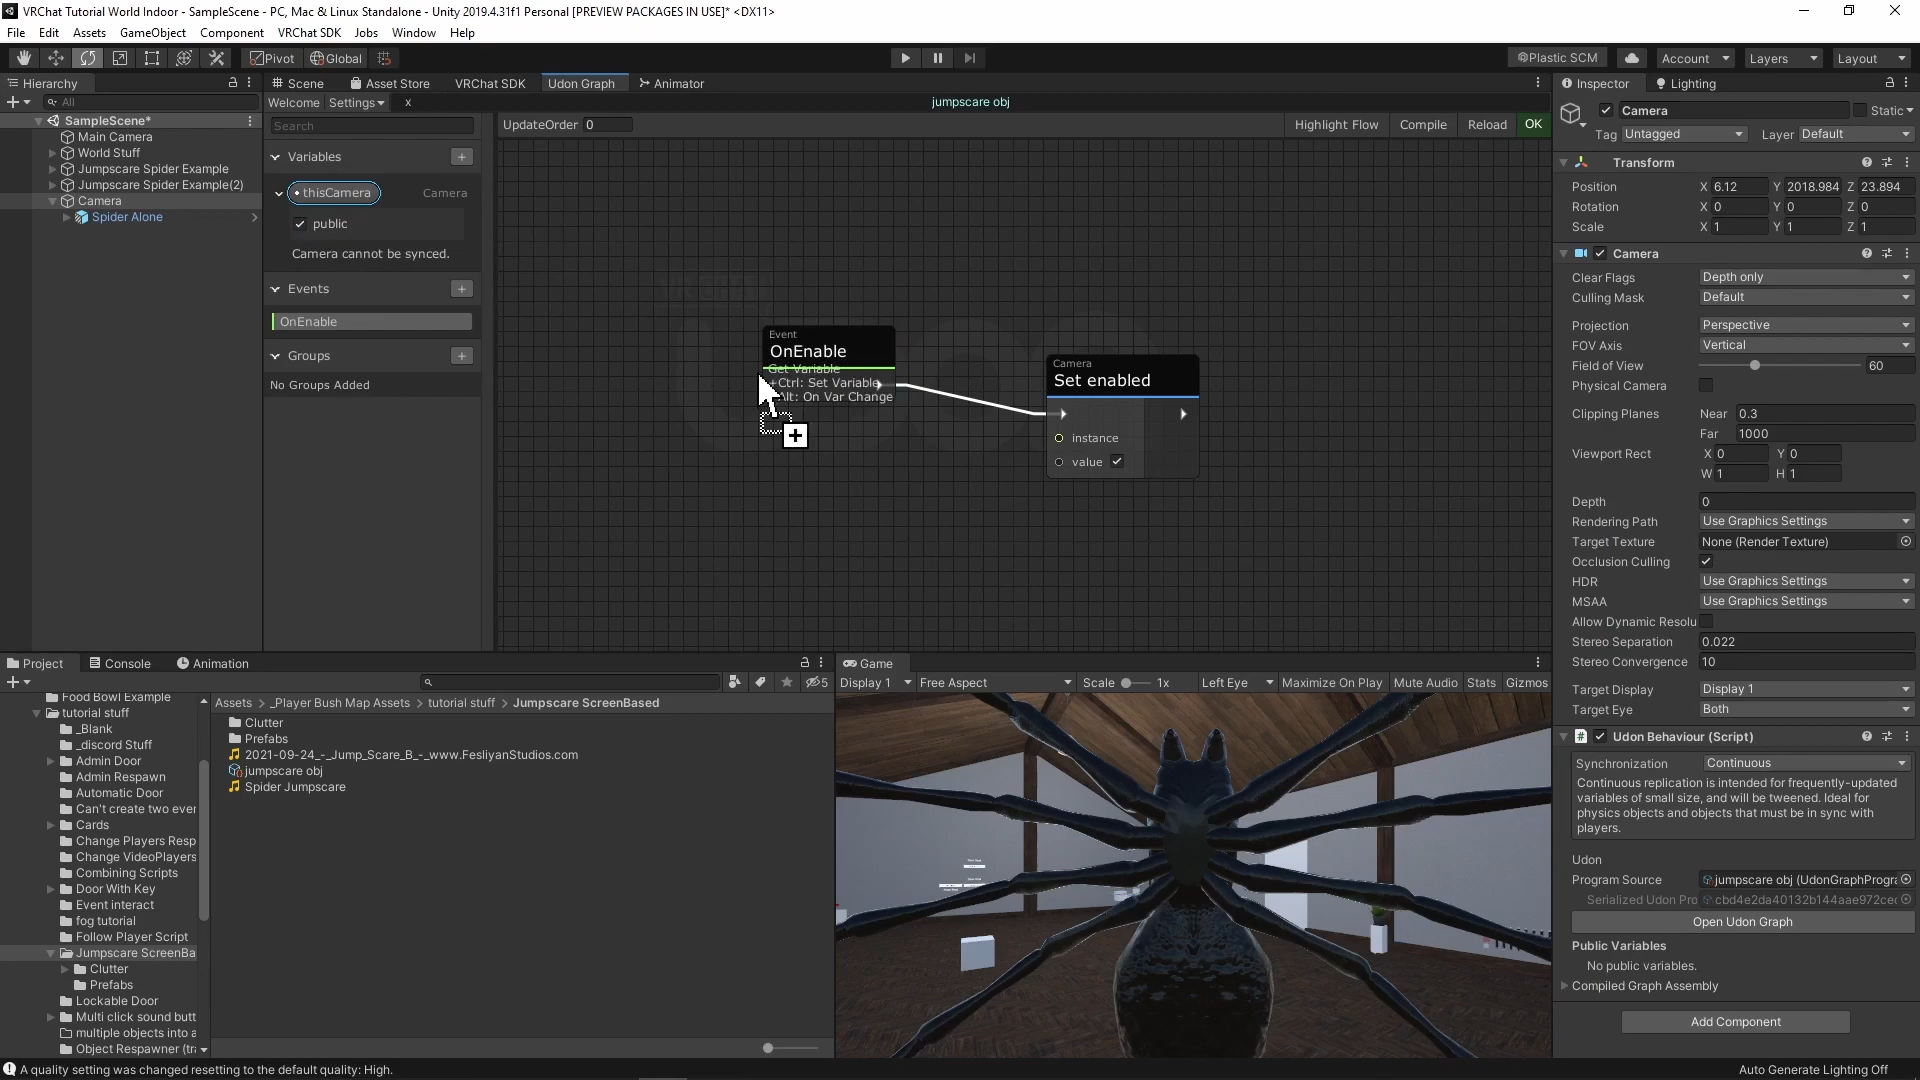 VRChat Tutorial World Indoor - SampleScene - PC, Mac & Linux Standalone - Unity 2019.4.31f1 Personal [PREVIEW PACKAGES IN USE]* <DX11>
File Edit Assets GameObject Component VRChat SDK Jobs Window Help
Pivot Global Plastic SCM Account Layers Layout
Hierarchy
All
SampleScene*
Main Camera
World Stuff
Jumpscare Spider Example
Jumpscare Spider Example(2)
Camera
Spider Alone
Scene Asset Store VRChat SDK Udon Graph Animator
Welcome Settings x jumpscare obj
Search
UpdateOrder 0 Highlight Flow Compile Reload OK
Variables
thisCamera Camera
public
Camera cannot be synced.
Events
OnEnable
Groups
No Groups Added
Event
OnEnable
Get Variable
+Ctrl: Set Variable
Alt: On Var Change
Camera
Set enabled
instance
value
Inspector Lighting
Camera Static
Tag Untagged Layer Default
Transform
Position X 6.12 Y 2018.984 Z 23.894
Rotation X 0 Y 0 Z 0
Scale X 1 Y 1 Z 1
Camera
Clear Flags Depth only
Culling Mask Default
Projection Perspective
FOV Axis Vertical
Field of View 60
Physical Camera
Clipping Planes Near 0.3
Far 1000
Viewport Rect X 0 Y 0
W 1 H 1
Depth 0
Rendering Path Use Graphics Settings
Target Texture None (Render Texture)
Occlusion Culling
HDR Use Graphics Settings
MSAA Use Graphics Settings
Allow Dynamic Resolu
Stereo Separation 0.022
Stereo Convergence 10
Target Display Display 1
Target Eye Both
Udon Behaviour (Script)
Synchronization Continuous
Continuous replication is intended for frequently-updated
variables of small size, and will be tweened. Ideal for
physics objects and objects that must be in sync with
players.
Udon
Program Source jumpscare obj (UdonGraphProgra
Serialized Udon Pro cbd4e2da40132b144aae972cec
Open Udon Graph
Public Variables
No public variables.
Compiled Graph Assembly
Add Component
Project Console Animation
5
Food Bowl Example
tutorial stuff
_Blank
_discord Stuff
Admin Door
Admin Respawn
Automatic Door
Can't create two ever
Cards
Change Players Resp
Change VideoPlayers
Combining Scripts
Door With Key
Event interact
fog tutorial
Follow Player Script
Jumpscare ScreenBa
Clutter
Prefabs
Lockable Door
Multi click sound butt
multiple objects into a
Object Respawner (tra
Assets > _Player Bush Map Assets > tutorial stuff > Jumpscare ScreenBased
Clutter
Prefabs
2021-09-24_-_Jump_Scare_B_-_www.FesliyanStudios.com
jumpscare obj
Spider Jumpscare
Game
Display 1 Free Aspect Scale 1x Left Eye Maximize On Play Mute Audio Stats Gizmos
A quality setting was changed resetting to the default quality: High.
Auto Generate Lighting Off